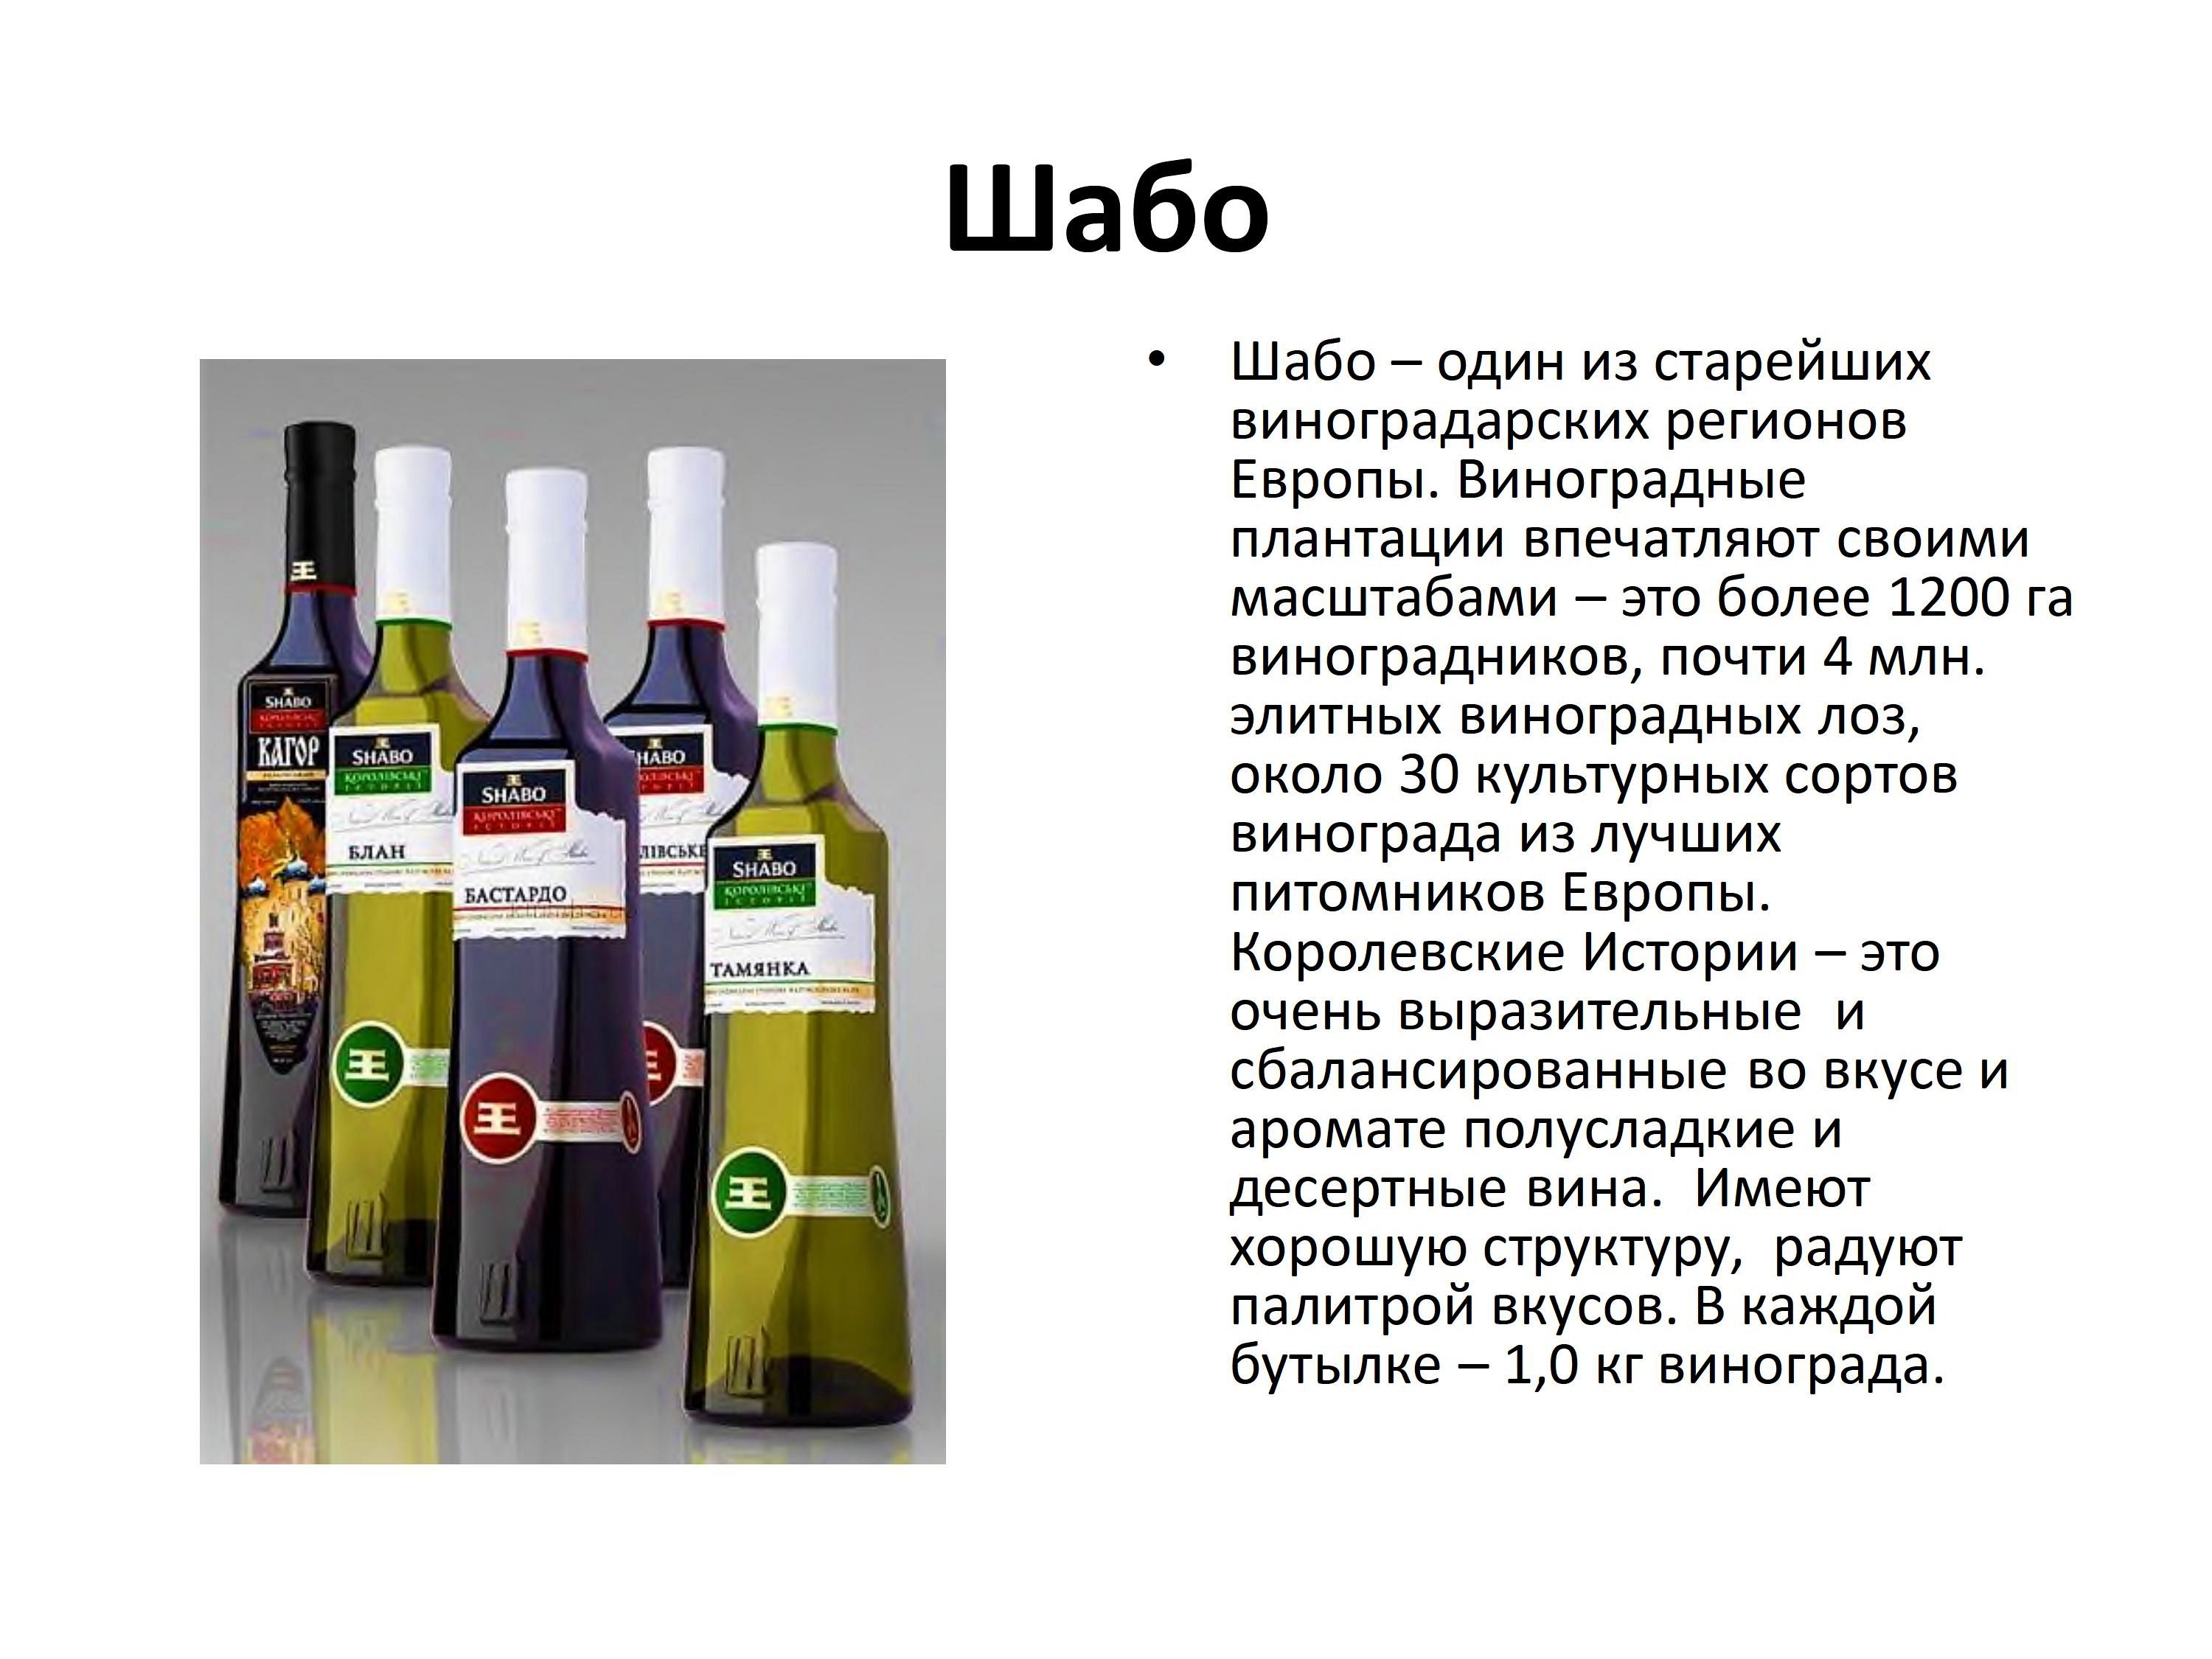 Шабо
• Шабо – один из старейших
виноградарских регионов
Европы. Виноградные
плантации впечатляют своими
масштабами – это более 1200 га
виноградников, почти 4 млн.
элитных виноградных лоз,
около 30 культурных сортов
винограда из лучших
питомников Европы.
Королевские Истории – это
очень выразительные и
сбалансированные во вкусе и
аромате полусладкие и
десертные вина. Имеют
хорошую структуру, радуют
палитрой вкусов. В каждой
бутылке – 1,0 кг винограда.
SHABO
КОРОЛІВСЬКІ
КАГОР
SHABO
КОРОЛІВСЬКІ
ІСТОРІЇ
БЛАН
SHABO
КОРОЛІВСЬКІ
ІСТОРІЇ
БАСТАРДО
SHABO
КОРОЛІВСЬКІ
ІСТОРІЇ
ТАМЯНКА